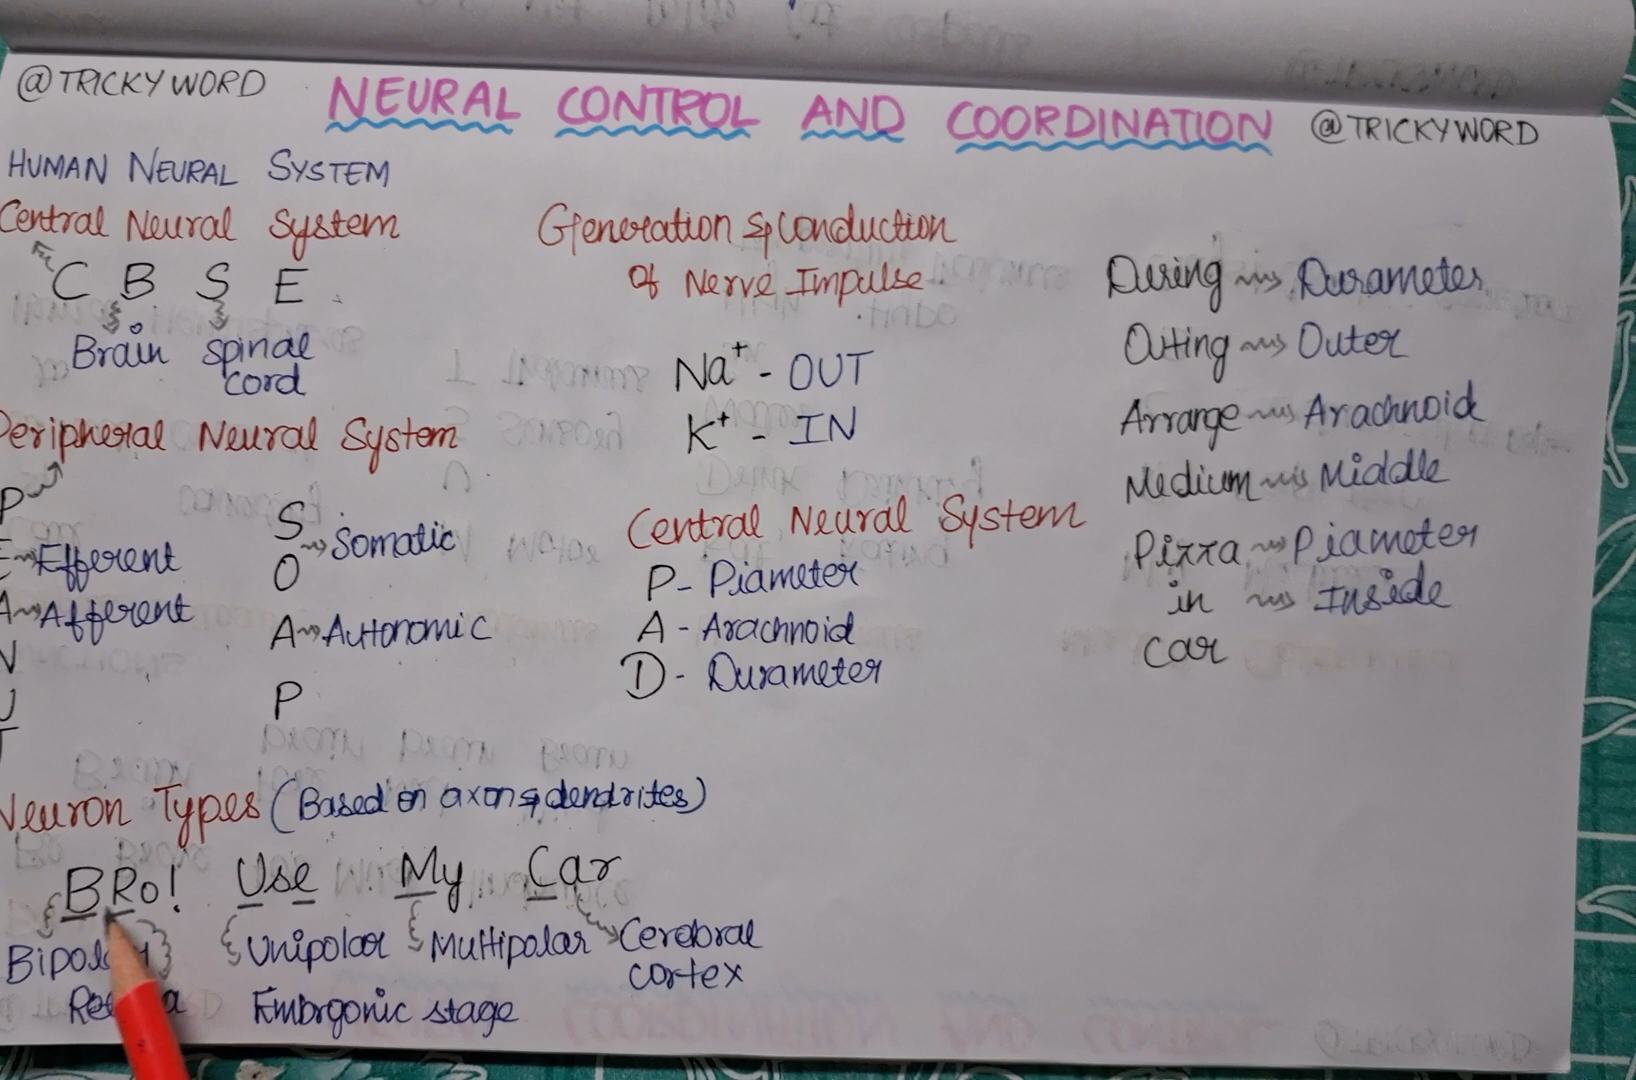 @TRICKYWORD
NEURAL CONTROL AND COORDINATION
@TRICKYWORD
HUMAN NEURAL SYSTEM
Central Neural System
C B S E
Brain spinal
cord
Peripheral Neural System
P
E Efferent
A Afferent
N
U
T
S Somatic
O
A Autonomic
P
Generation & Conduction
Of Nerve Impulse
Na+ - OUT
K+ - IN
Central Neural System
P - Piameter
A - Arachnoid
D - Durameter
During Durameter
Outing Outer
Arrange Arachnoid
Medium Middle
Pizza Piameter
in Inside
car
Neuron Types (Based on axon & dendrites)
BRo! Use My Car
Unipolar Multipolar Cerebral
cortex
Embryonic stage